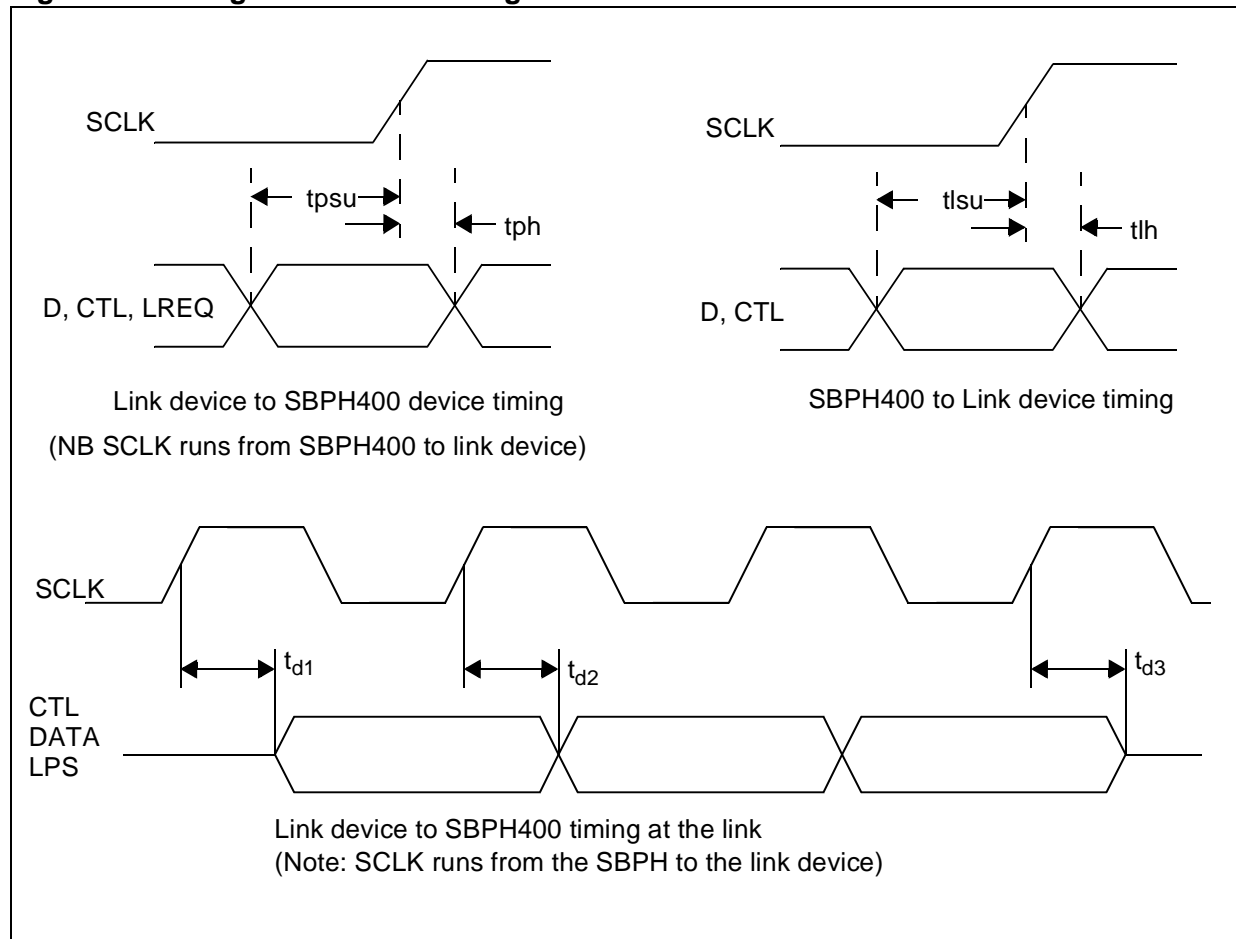 SCLK
tpsu
tph
D, CTL, LREQ
Link device to SBPH400 device timing
(NB SCLK runs from SBPH400 to link device)
SCLK
tlsu
tlh
D, CTL
SBPH400 to Link device timing
SCLK
td1
td2
td3
CTL
DATA
LPS
Link device to SBPH400 timing at the link
(Note: SCLK runs from the SBPH to the link device)